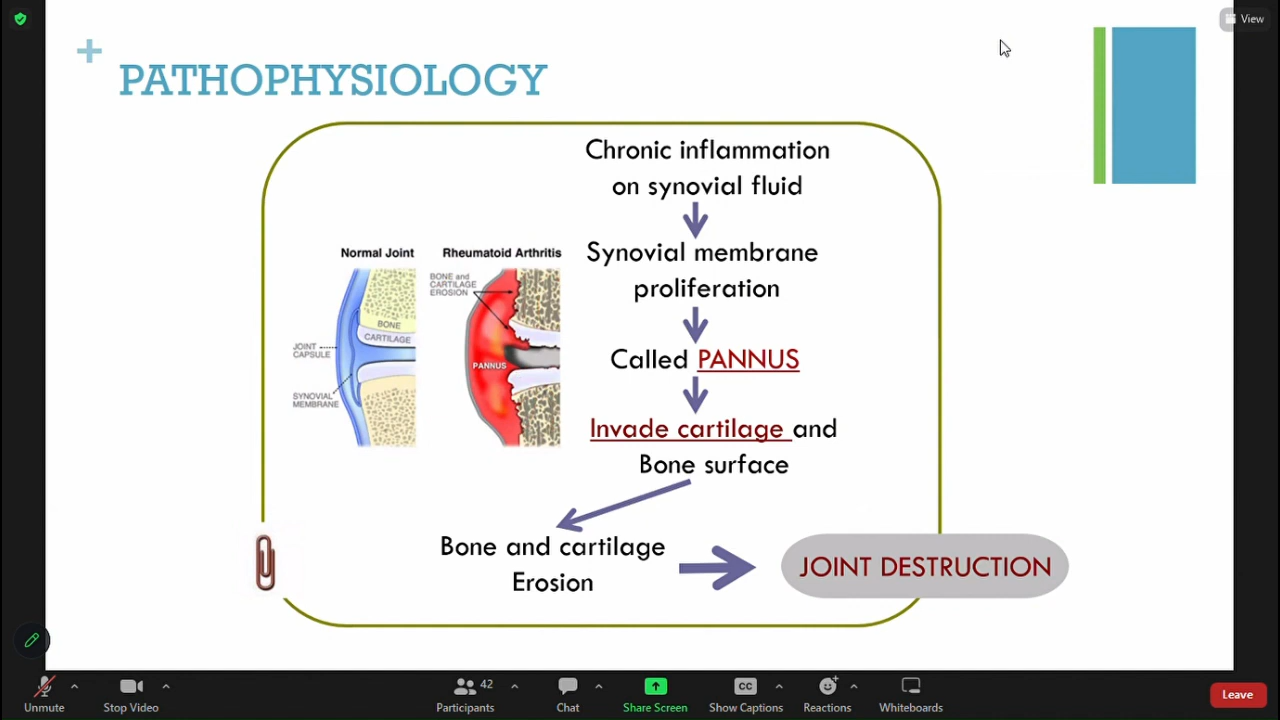 View
+
PATHOPHYSIOLOGY
Chronic inflammation
on synovial fluid
Normal Joint
Rheumatoid Arthritis
BONE
CARTILAGE
JOINT
CAPSULE
SYNOVIAL
MEMBRANE
BONE and
CARTILAGE
EROSION
PANNUS
Synovial membrane
proliferation
Called PANNUS
Invade cartilage and
Bone surface
Bone and cartilage
Erosion
JOINT DESTRUCTION
Unmute
Stop Video
42
Participants
Chat
Share Screen
CC
Show Captions
Reactions
Whiteboards
Leave